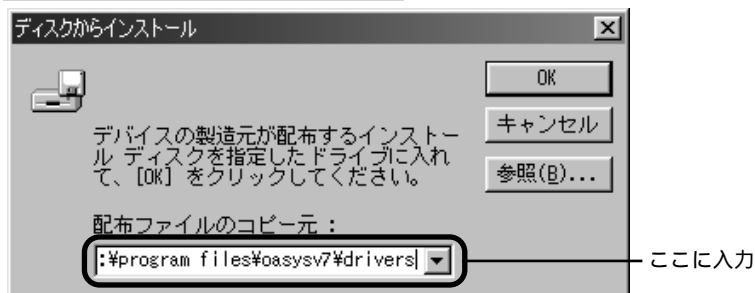 ディスクからインストール
OK
キャンセル
参照(B)...
デバイスの製造元が配布するインストー
ル ディスクを指定したドライブに入れ
て、[OK] をクリックしてください。
配布ファイルのコピー元：
:¥program files¥oasysv7¥drivers
ここに入力